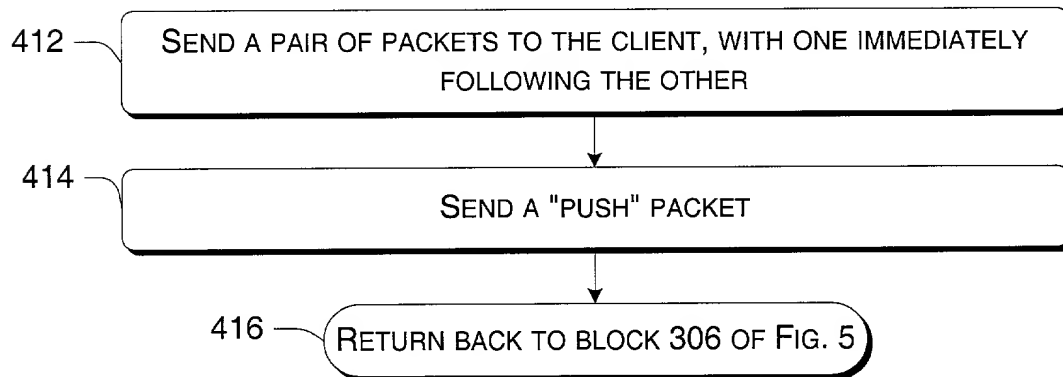 412
SEND A PAIR OF PACKETS TO THE CLIENT, WITH ONE IMMEDIATELY
FOLLOWING THE OTHER
414
SEND A "PUSH" PACKET
416
RETURN BACK TO BLOCK 306 OF FIG. 5